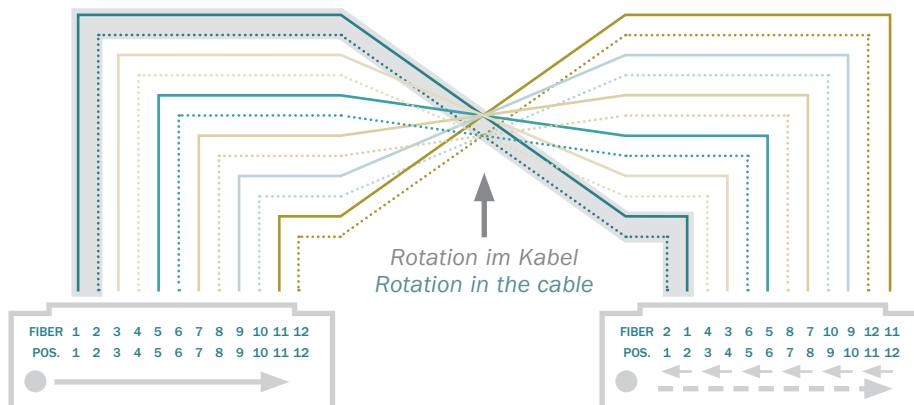 Rotation im Kabel
Rotation in the cable
FIBER 1 2 3 4 5 6 7 8 9 10 11 12
POS. 1 2 3 4 5 6 7 8 9 10 11 12
FIBER 2 1 4 3 6 5 8 7 10 9 12 11
POS. 1 2 3 4 5 6 7 8 9 10 11 12